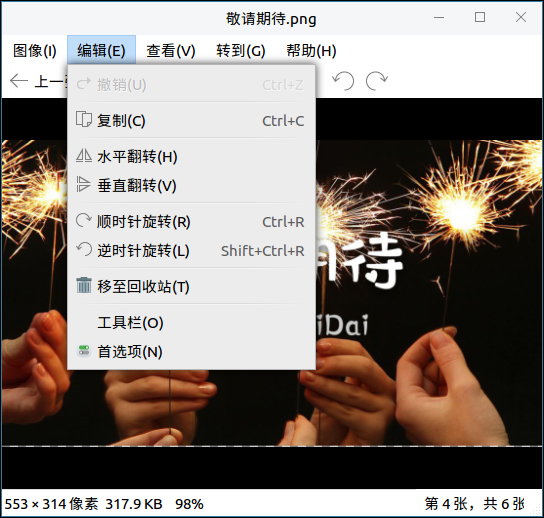 敬请期待.png
图像(I) 编辑(E) 查看(V) 转到(G) 帮助(H)
上一
撤销(U) Ctrl+Z
复制(C) Ctrl+C
水平翻转(H)
垂直翻转(V)
顺时针旋转(R) Ctrl+R
逆时针旋转(L) Shift+Ctrl+R
移至回收站(T)
工具栏(O)
首选项(N)
待
iDai
553 × 314 像素 317.9 KB 98% 第 4 张，共 6 张